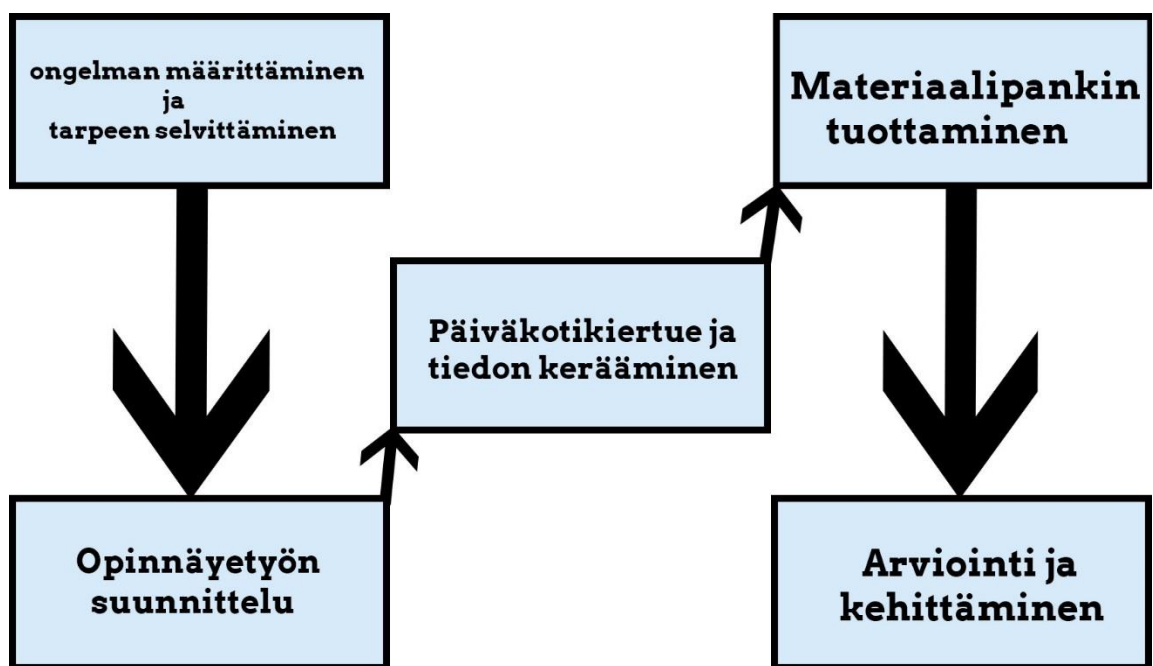 ongelman määrittäminen
ja
tarpeen selvittäminen
Opinnäyetyön
suunnittelu
Päiväkotikiertue ja
tiedon kerääminen
Materiaalipankin
tuottaminen
Arviointi ja
kehittäminen